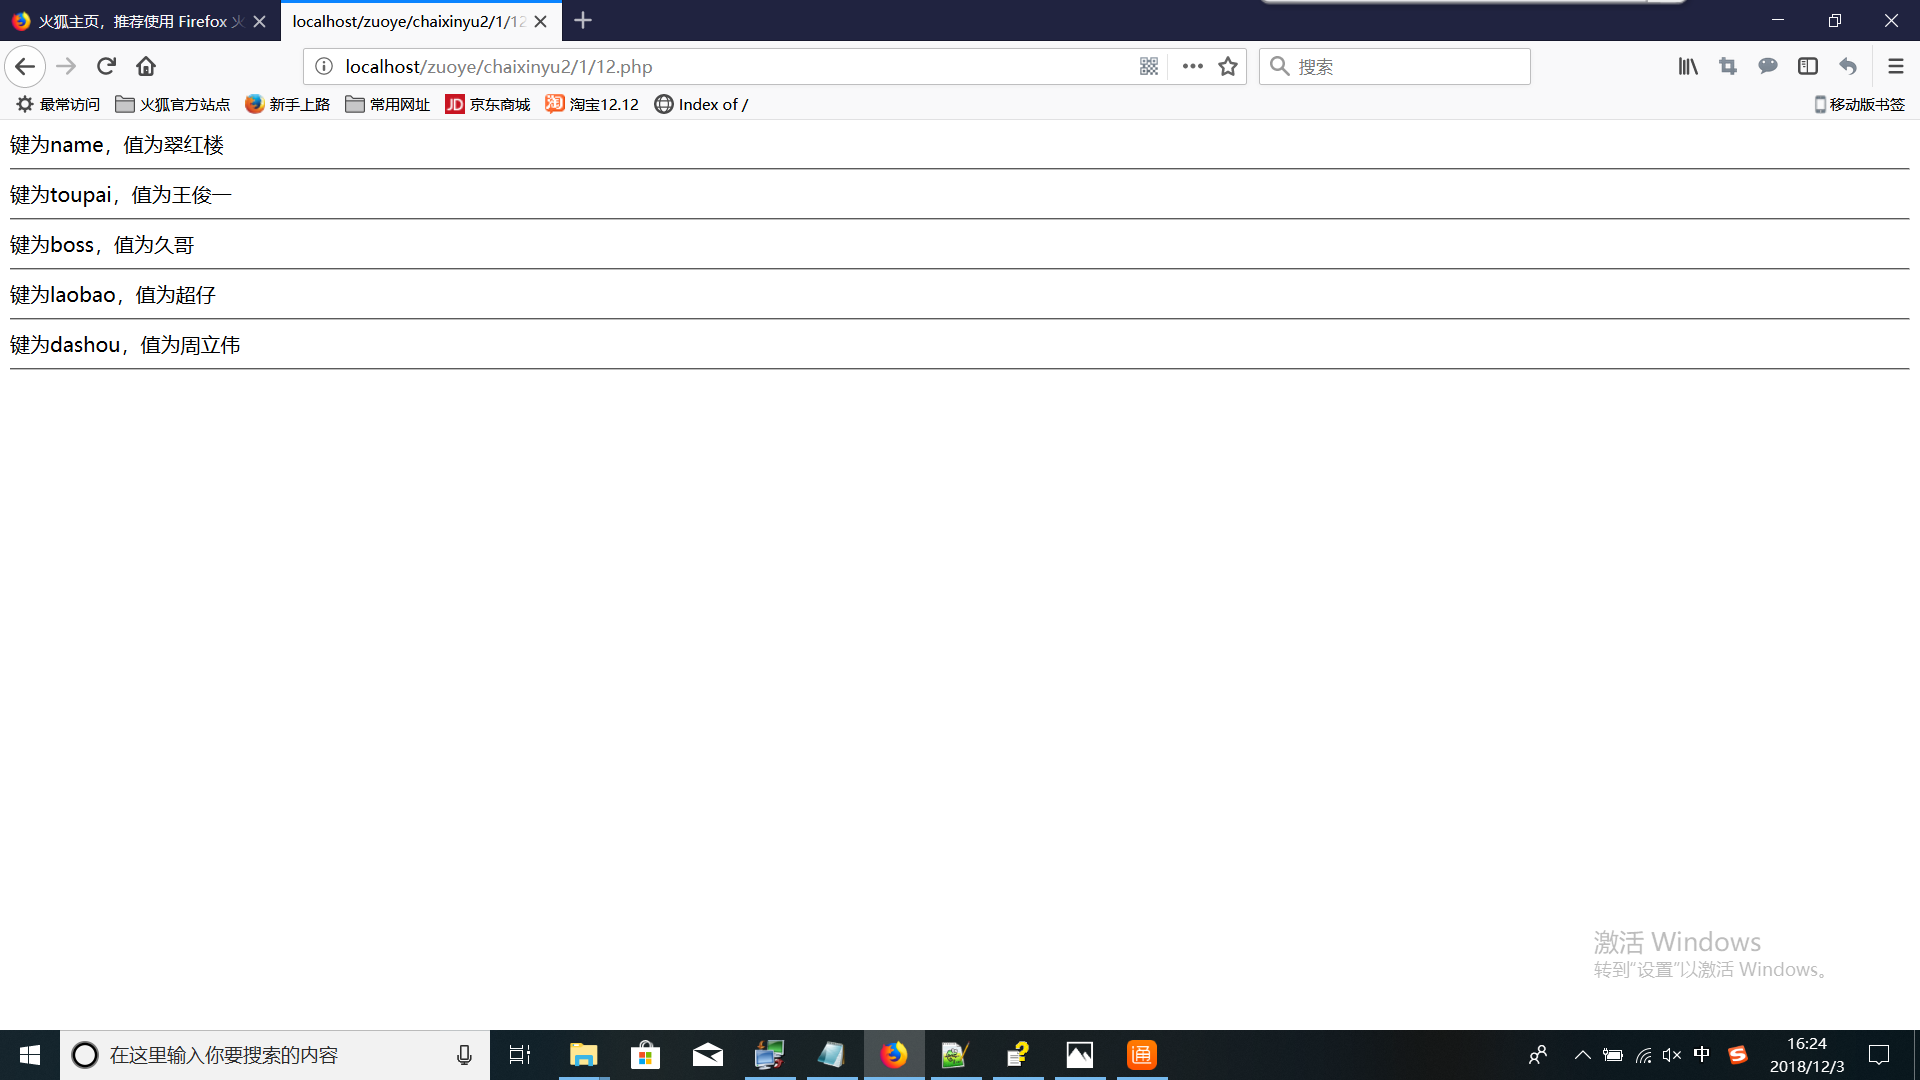 火狐主页，推荐使用 Firefox 火
localhost/zuoye/chaixinyu2/1/12
localhost/zuoye/chaixinyu2/1/12.php
搜索
最常访问 火狐官方站点 新手上路 常用网址 JD 京东商城 淘 淘宝12.12 Index of / 移动版书签
键为name，值为翠红楼
键为toupai，值为王俊一
键为boss，值为久哥
键为laobao，值为超仔
键为dashou，值为周立伟
激活 Windows
转到“设置”以激活 Windows。
在这里输入你要搜索的内容
通
中
16:24
2018/12/3